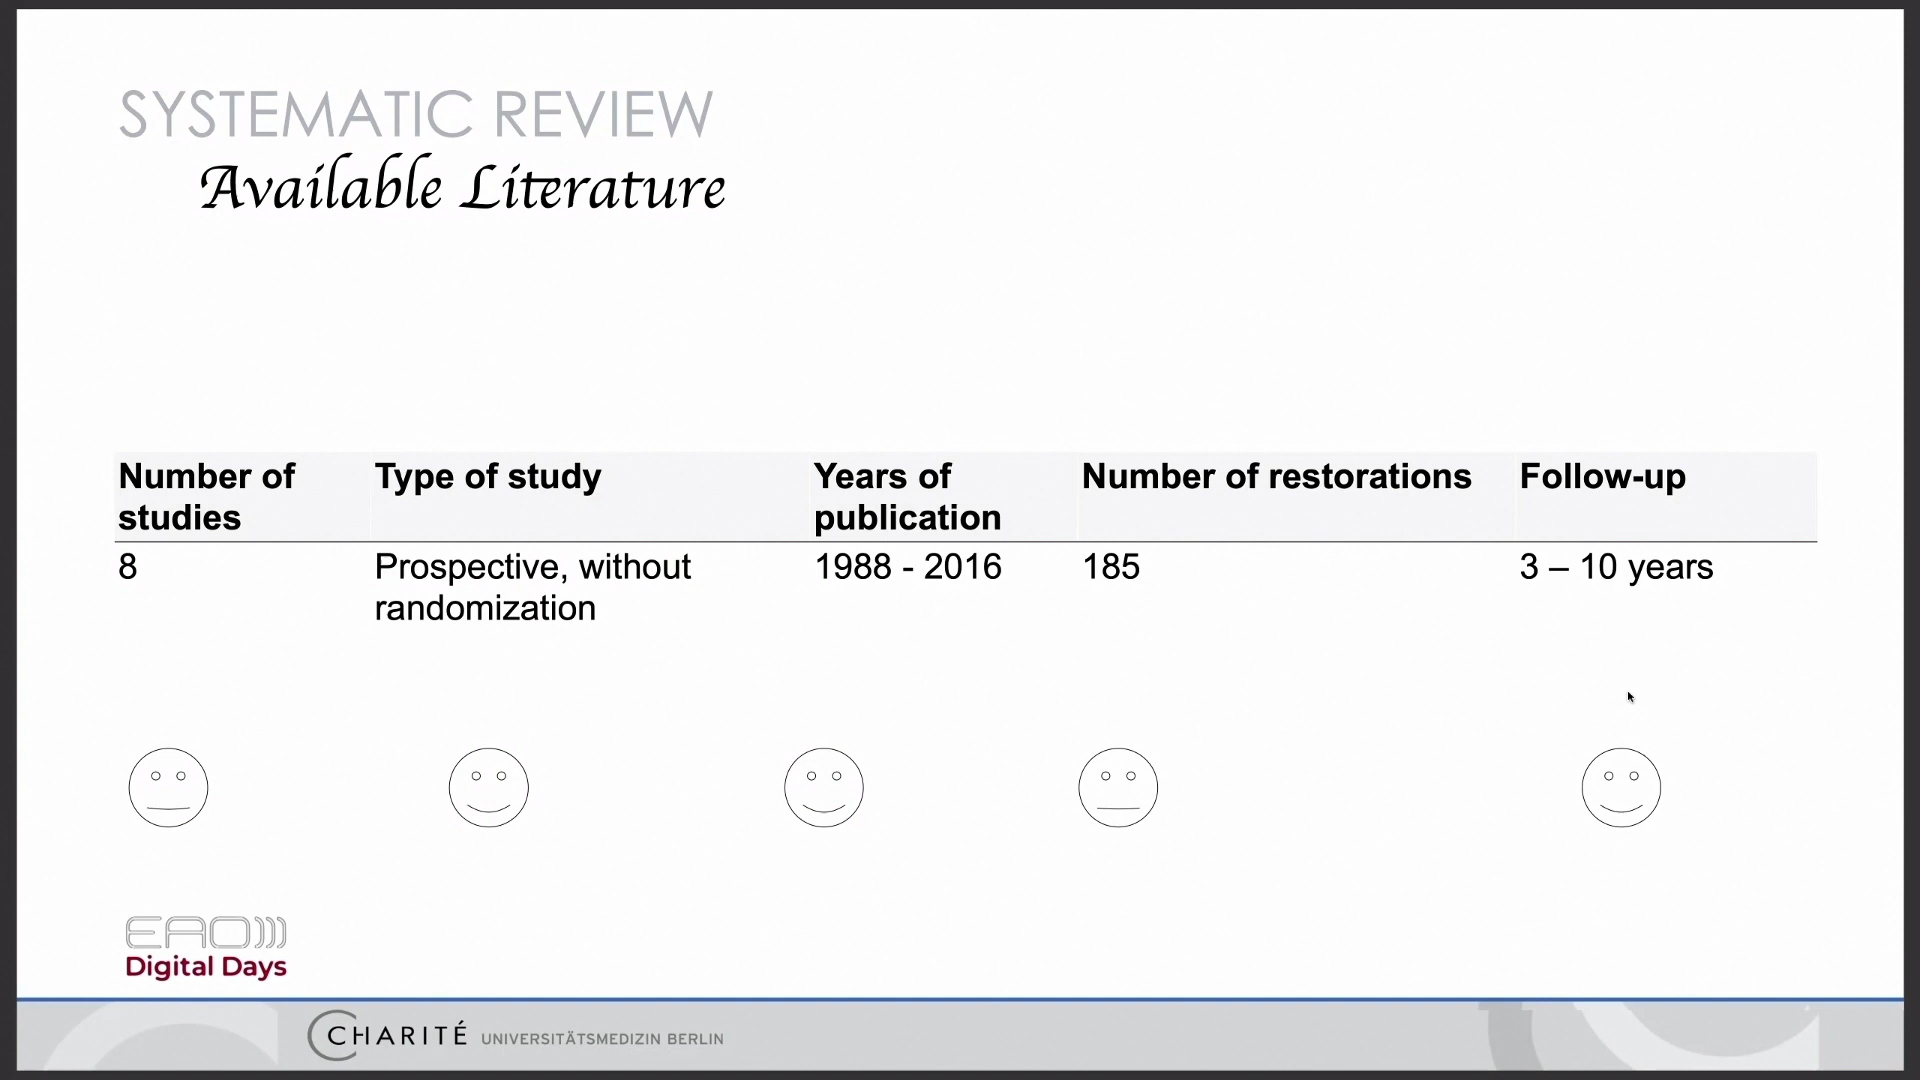 SYSTEMATIC REVIEW
Available Literature
Number of studies
Type of study
Years of publication
Number of restorations
Follow-up
8
Prospective, without randomization
1988 - 2016
185
3 – 10 years
EAO)))
Digital Days
CHARITÉ UNIVERSITÄTSMEDIZIN BERLIN